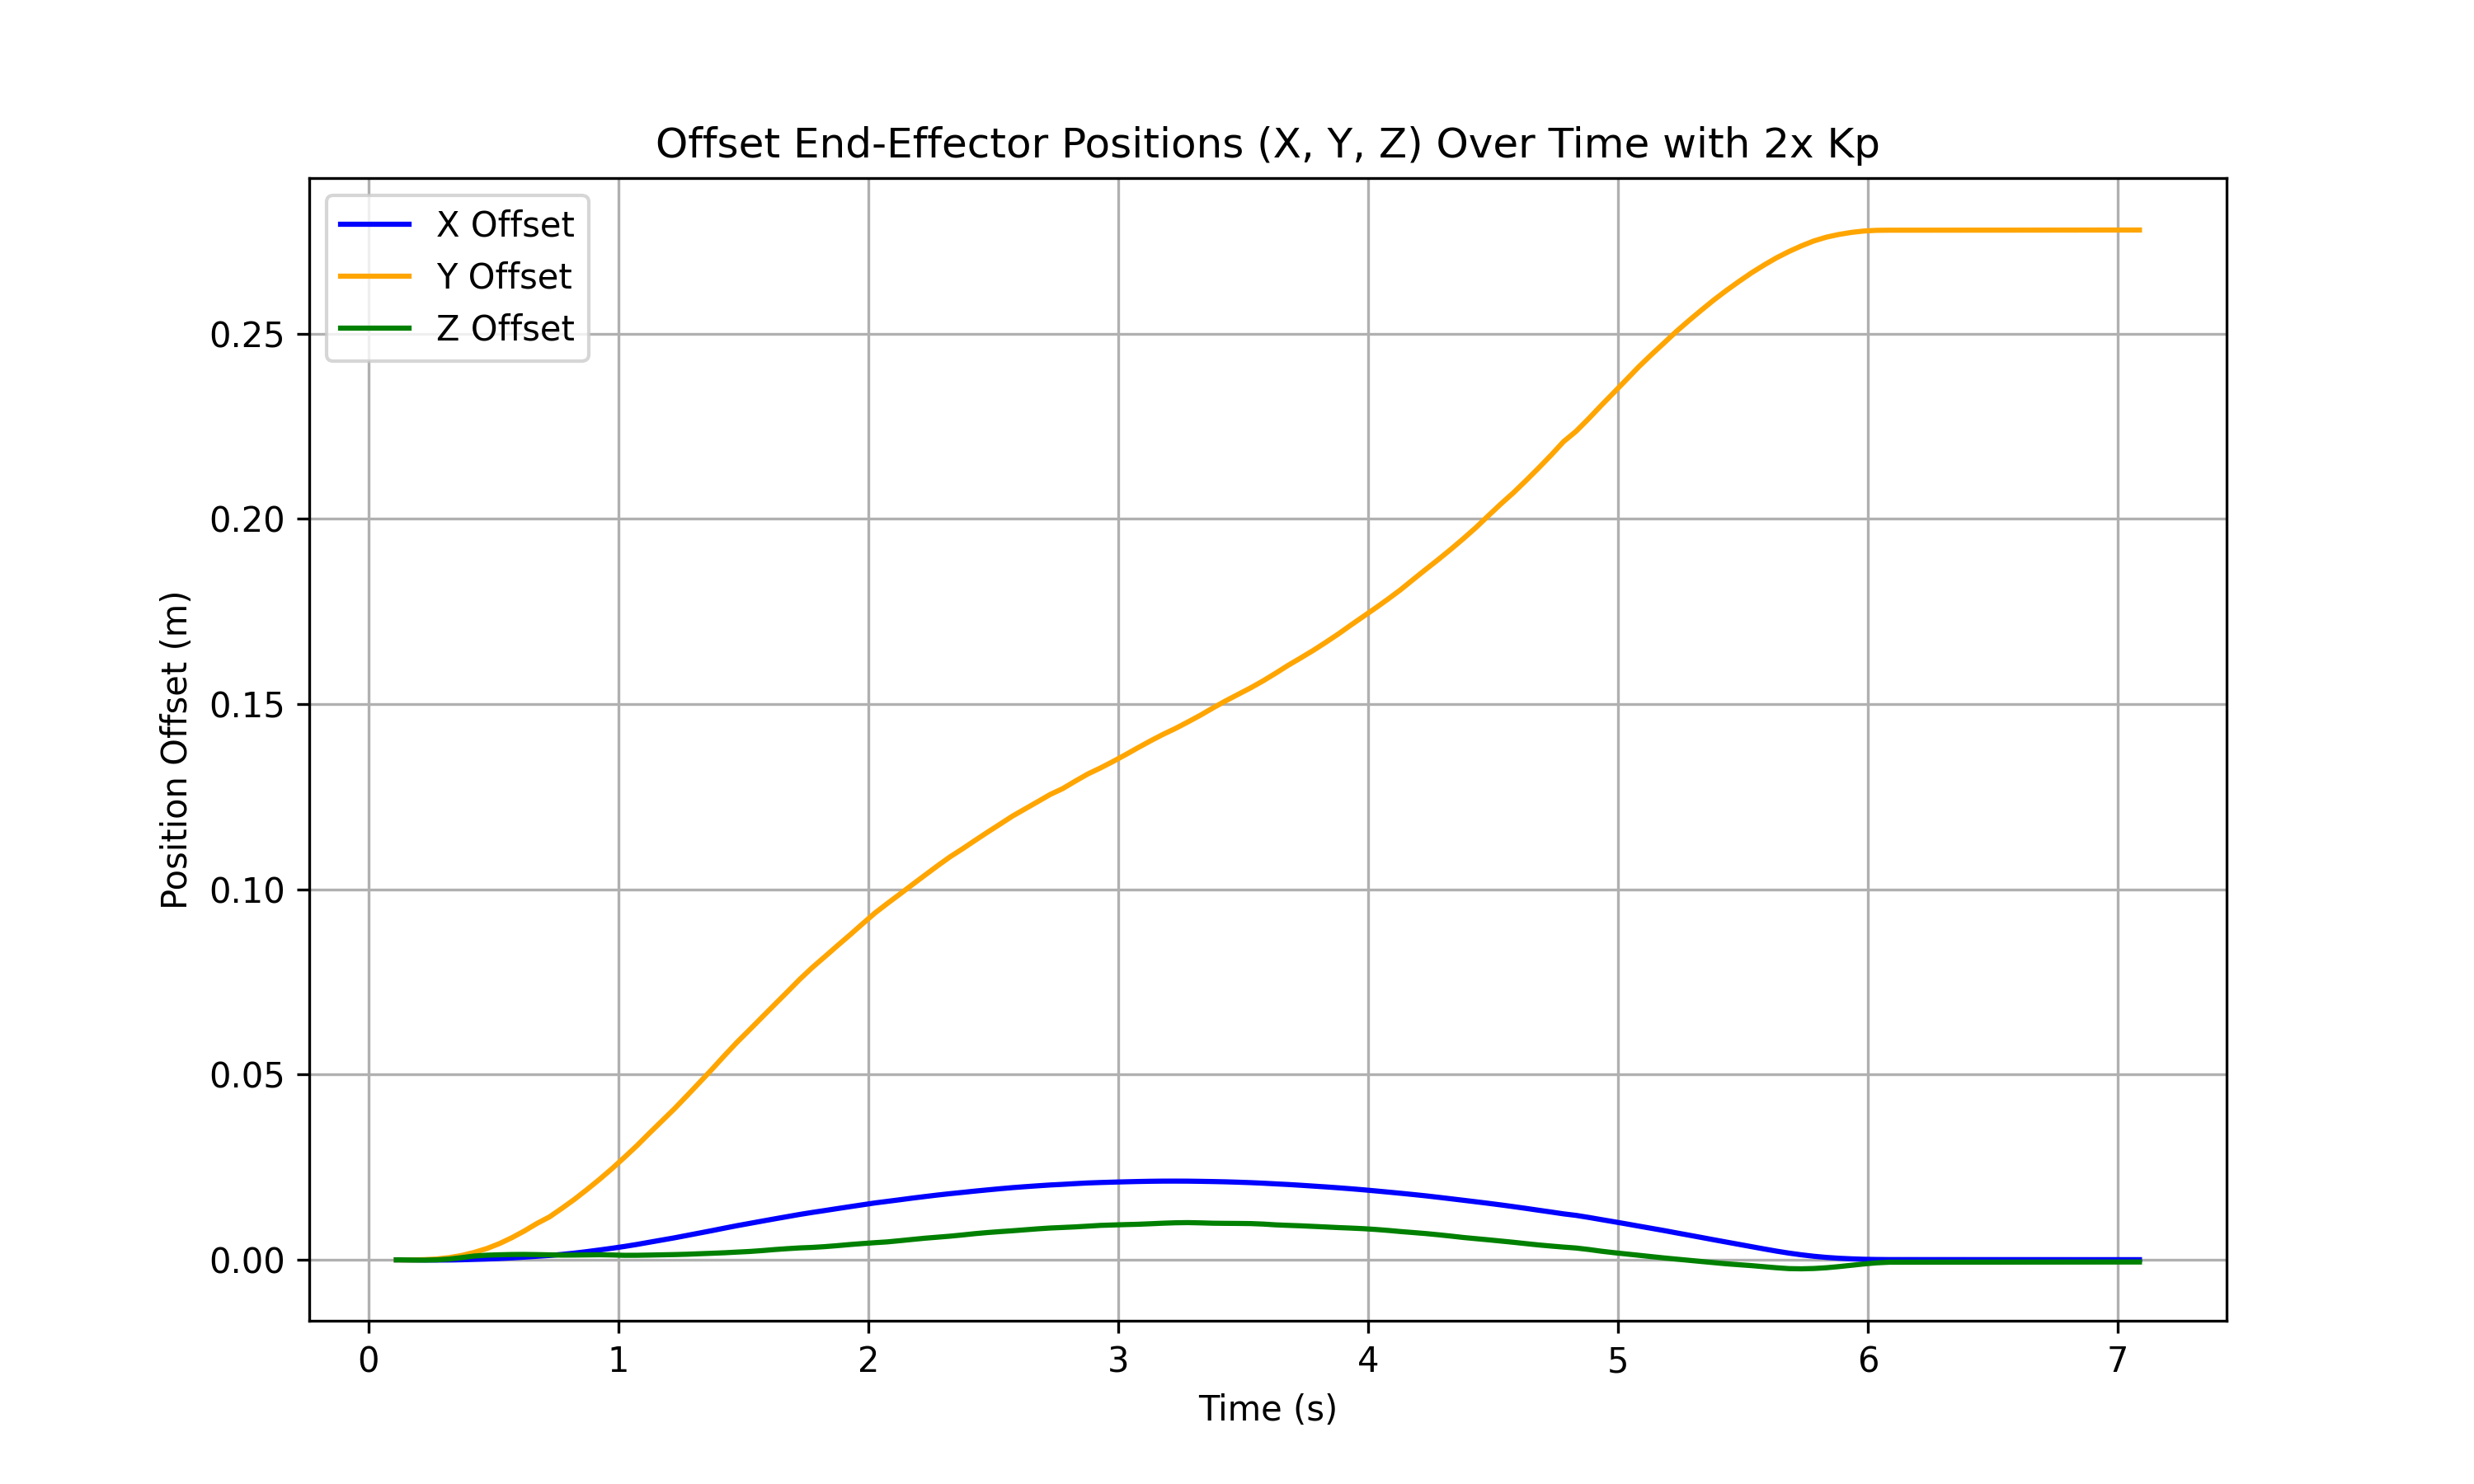 Offset End-Effector Positions (X, Y, Z) Over Time with 2x Kp
X Offset
Y Offset
Z Offset
Position Offset (m)
0.25
0.20
0.15
0.10
0.05
0.00
0 1 2 3 4 5 6 7
Time (s)